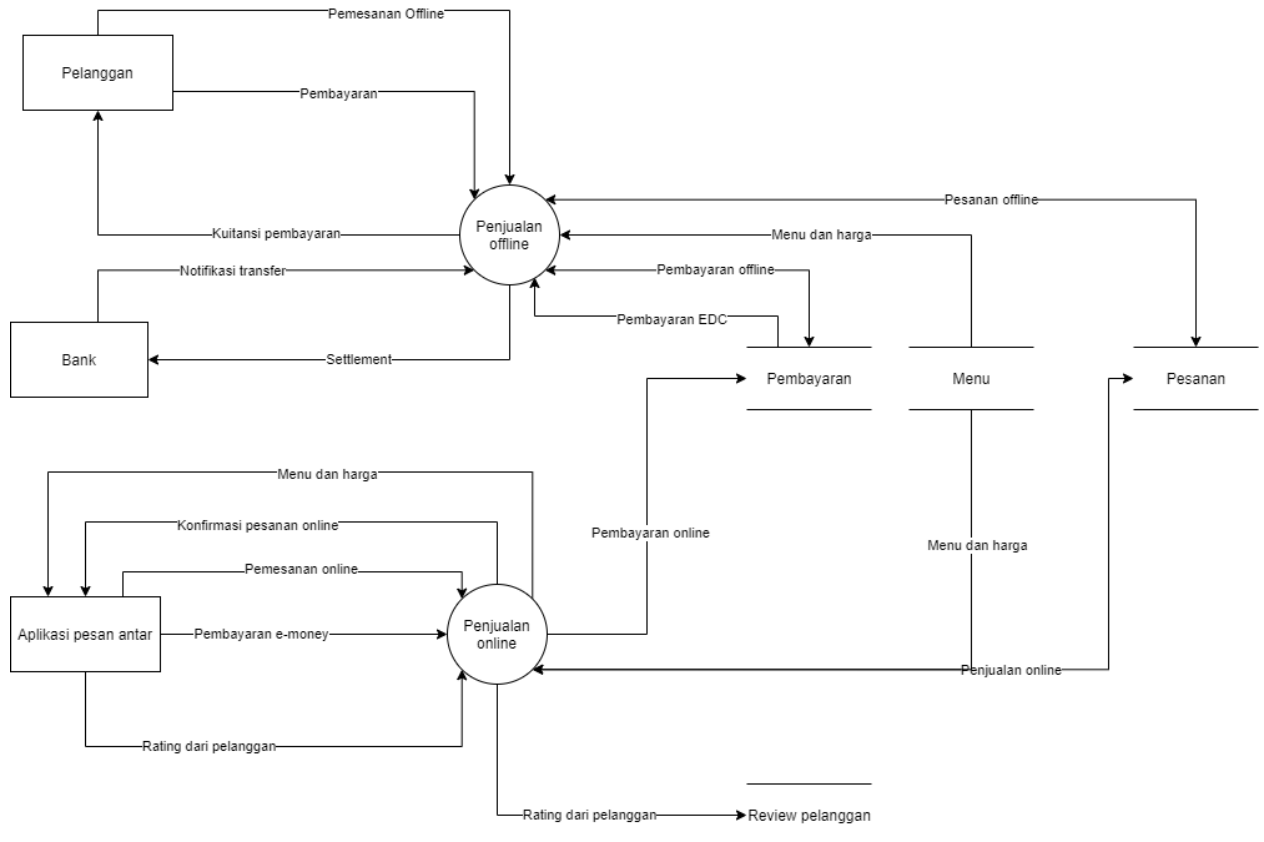 Pemesanan Offline
Pelanggan
Pembayaran
Pesanan offline
Penjualan
offline
Kuitansi pembayaran
Menu dan harga
Notifikasi transfer
Pembayaran offline
Pembayaran EDC
Bank
Settlement
Pembayaran
Menu
Pesanan
Menu dan harga
Konfirmasi pesanan online
Pembayaran online
Menu dan harga
Pemesanan online
Aplikasi pesan antar
Pembayaran e-money
Penjualan
online
Penjualan online
Rating dari pelanggan
Rating dari pelanggan
Review pelanggan